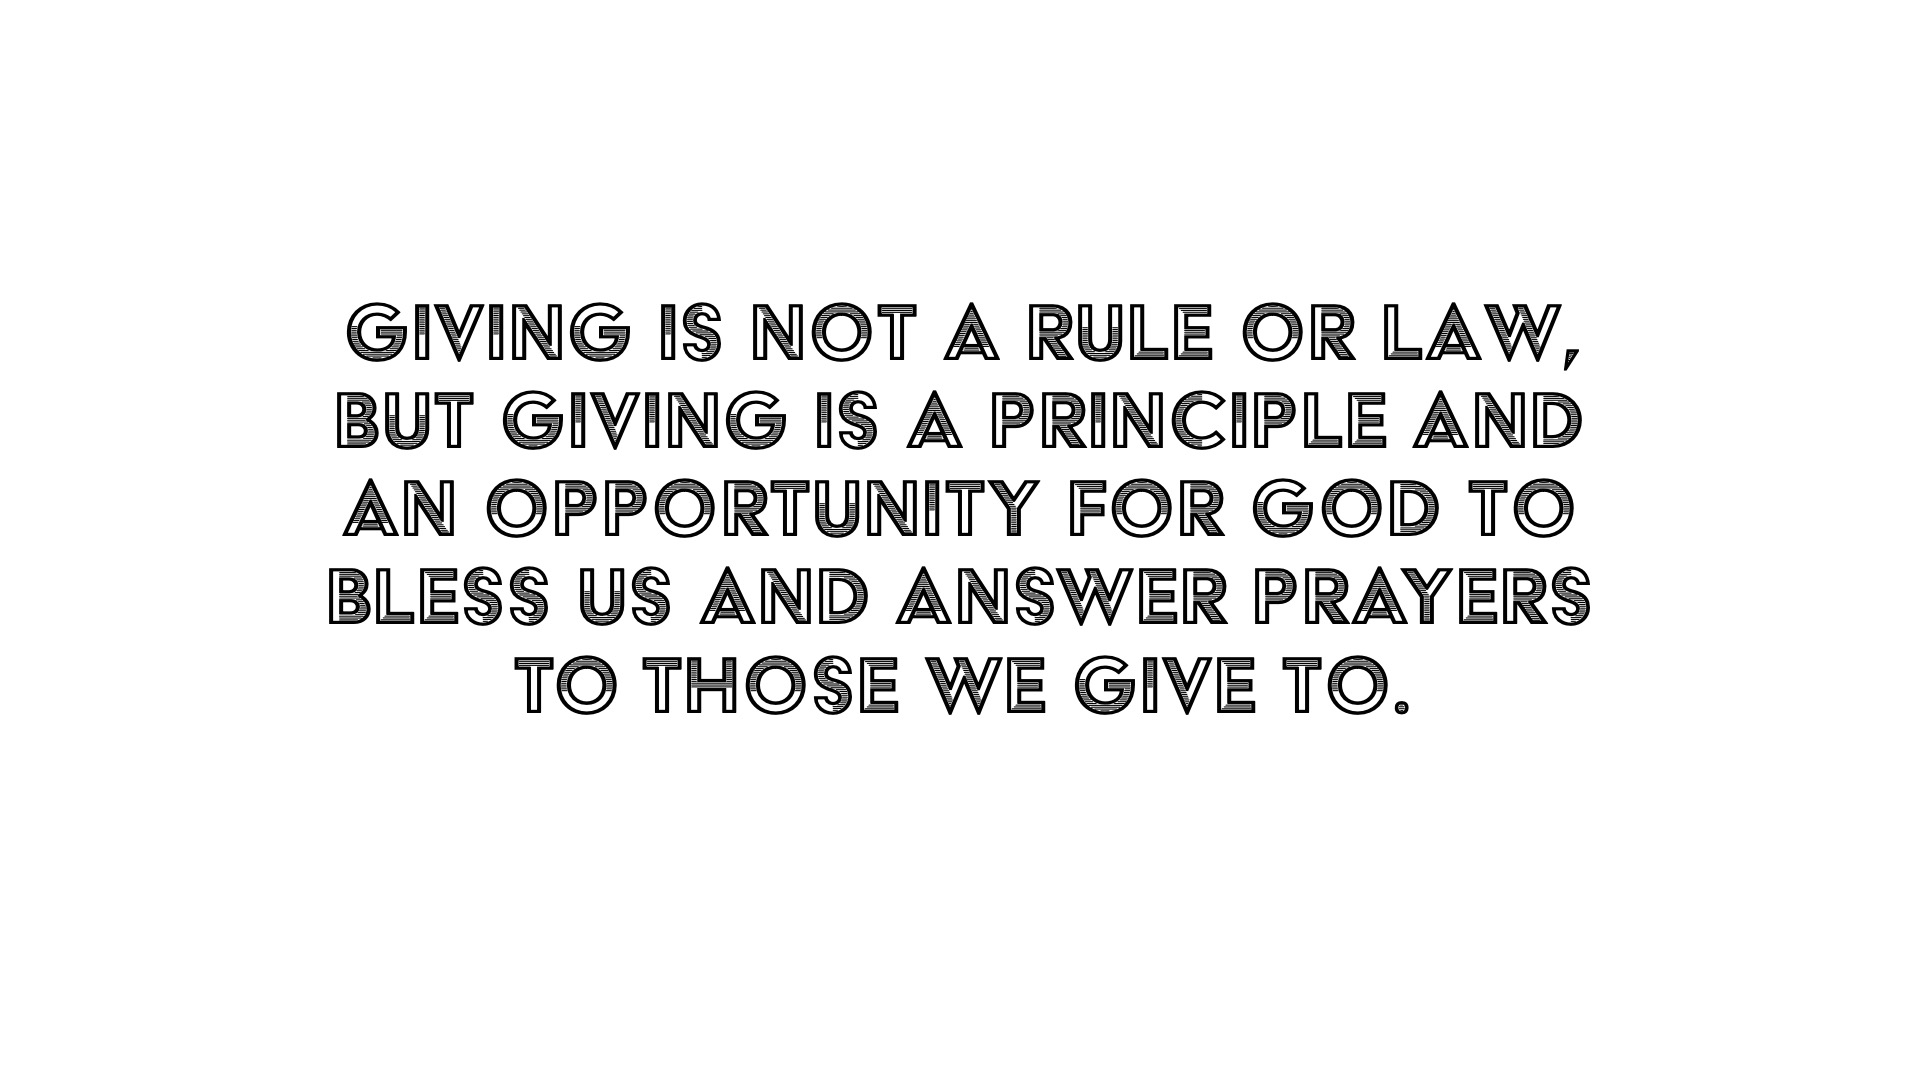 GIVING IS NOT A RULE OR LAW,
BUT GIVING IS A PRINCIPLE AND
AN OPPORTUNITY FOR GOD TO
BLESS US AND ANSWER PRAYERS
TO THOSE WE GIVE TO.